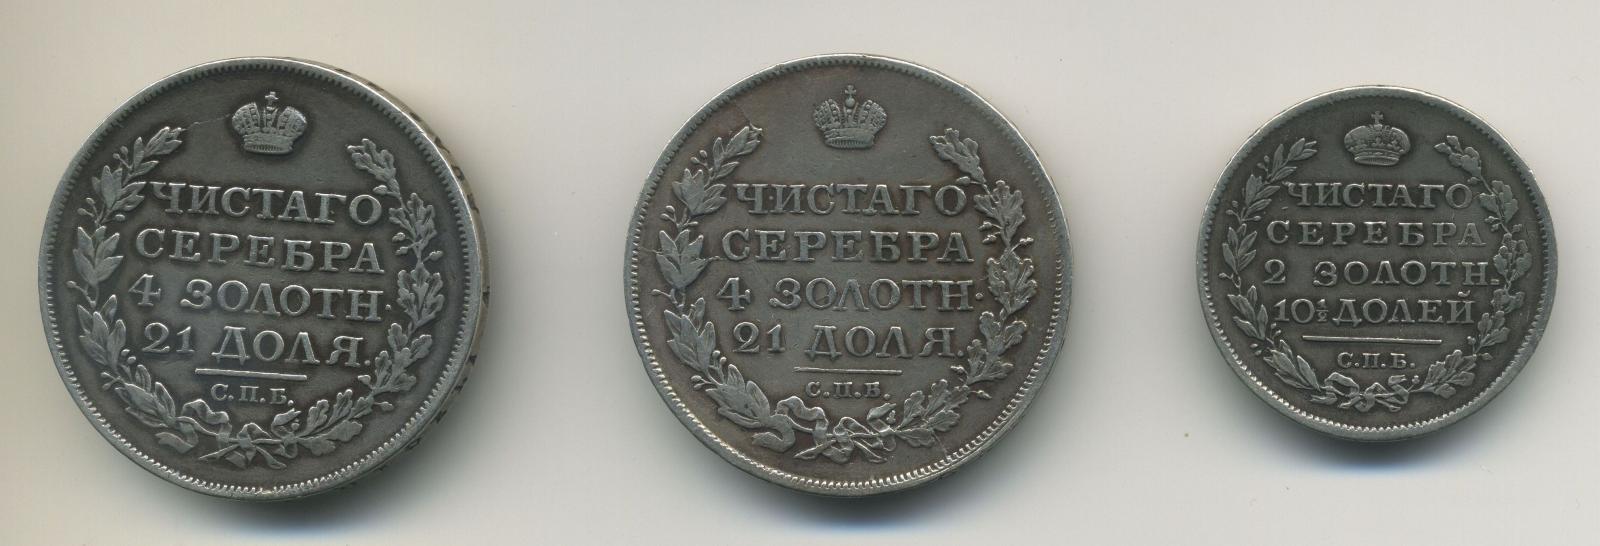 ЧИСТАГО
СЕРЕБРА
4 ЗОЛОТН.
21 ДОЛЯ.
С.П.Б.
ЧИСТАГО
СЕРЕБРА
4 ЗОЛОТН.
21 ДОЛЯ.
С.П.Б.
ЧИСТАГО
СЕРЕБРА
2 ЗОЛОТН.
10½ ДОЛЕЙ
С.П.Б.